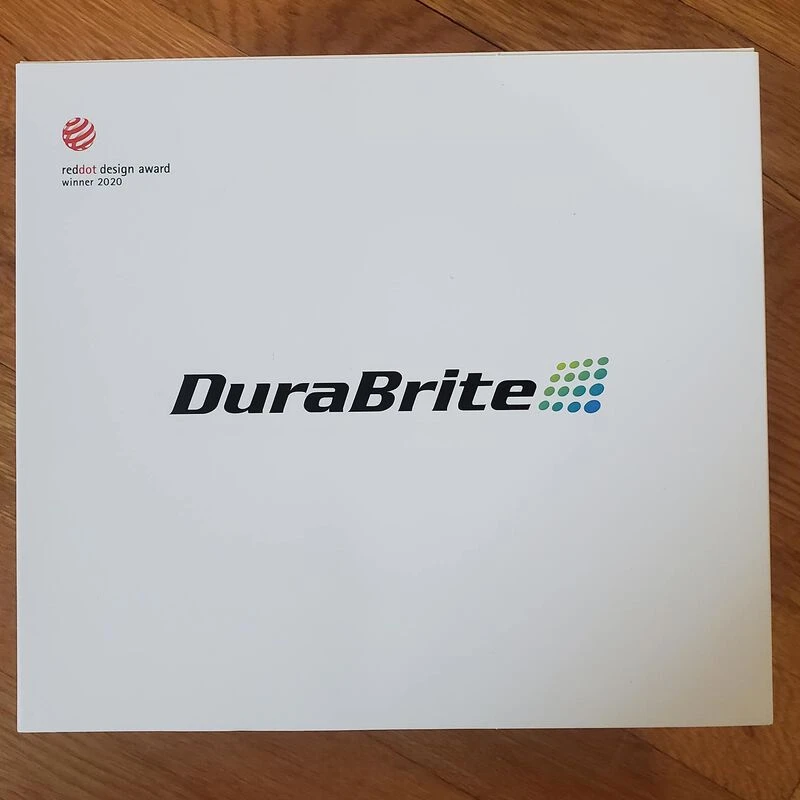 reddot design award
winner 2020
DuraBrite